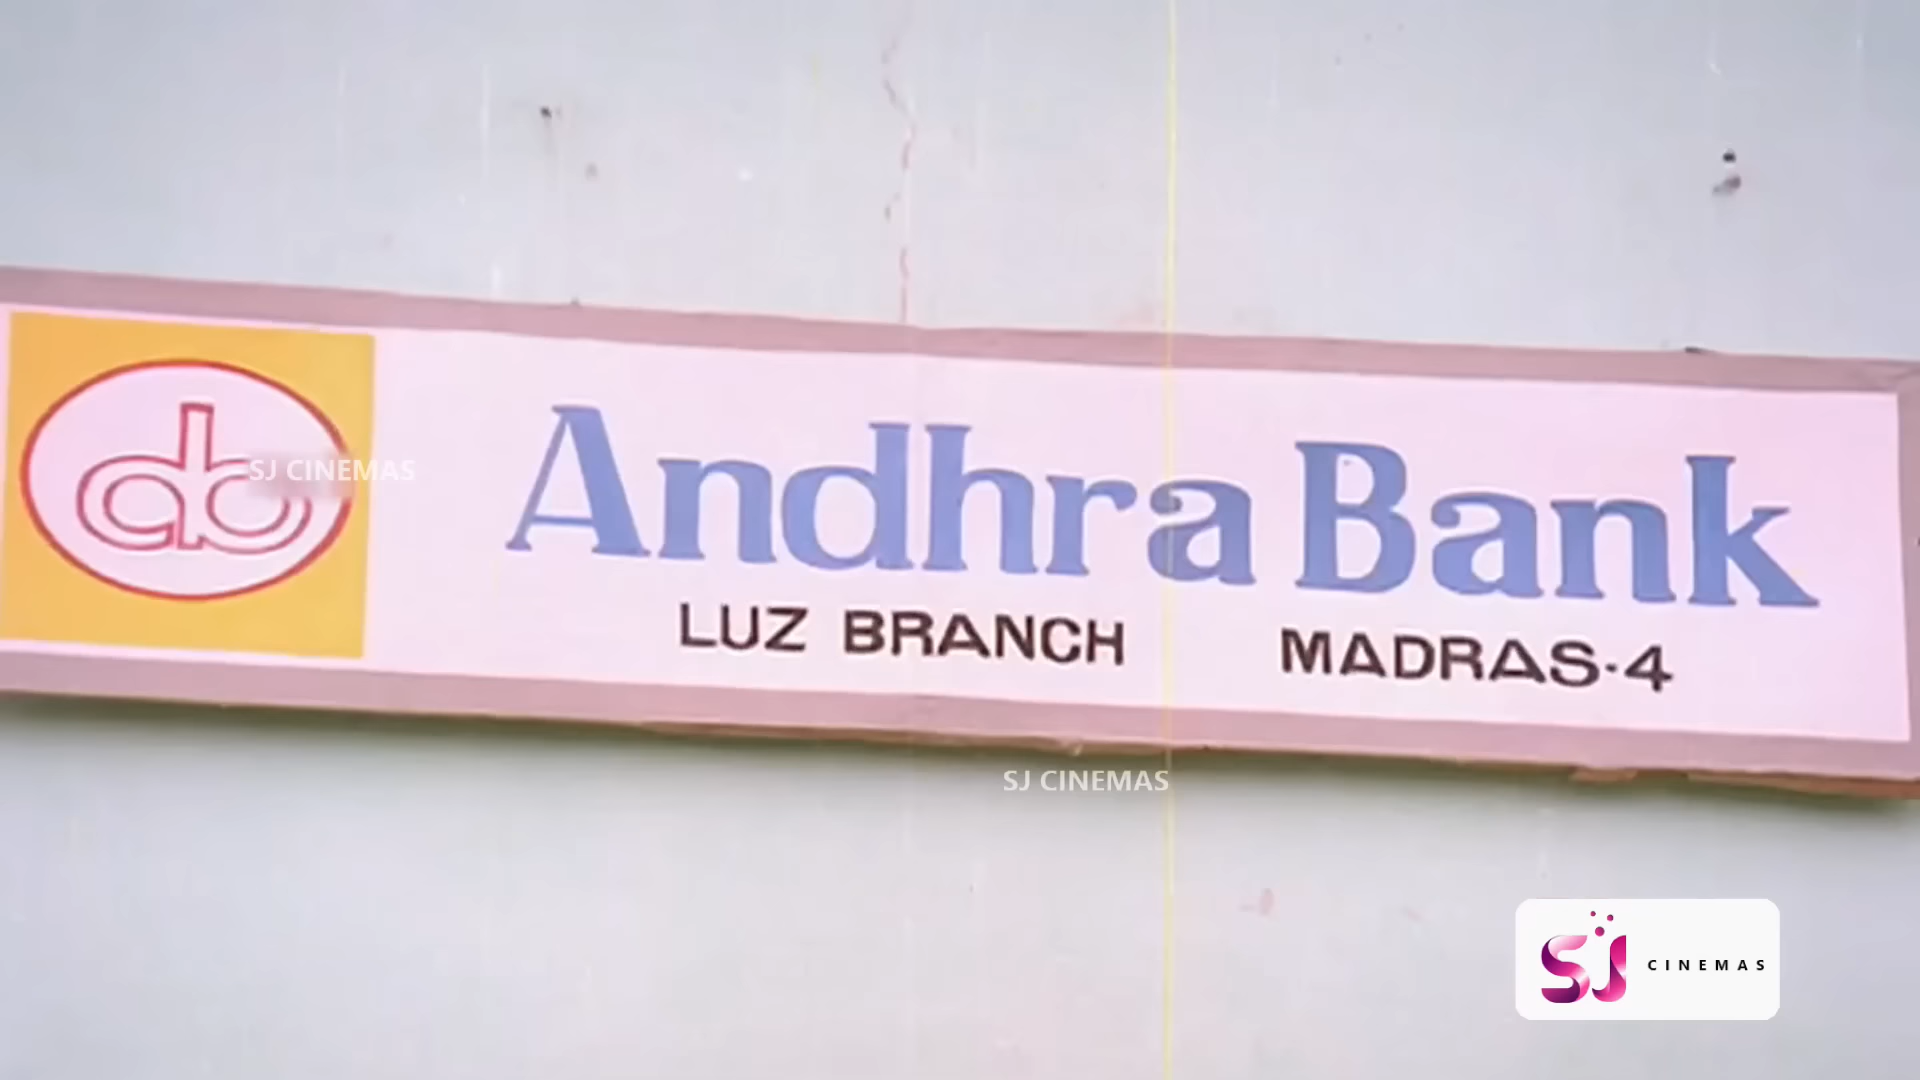 ab
Andhra Bank
LUZ BRANCH MADRAS-4
SJ CINEMAS
SJ CINEMAS
SJ CINEMAS